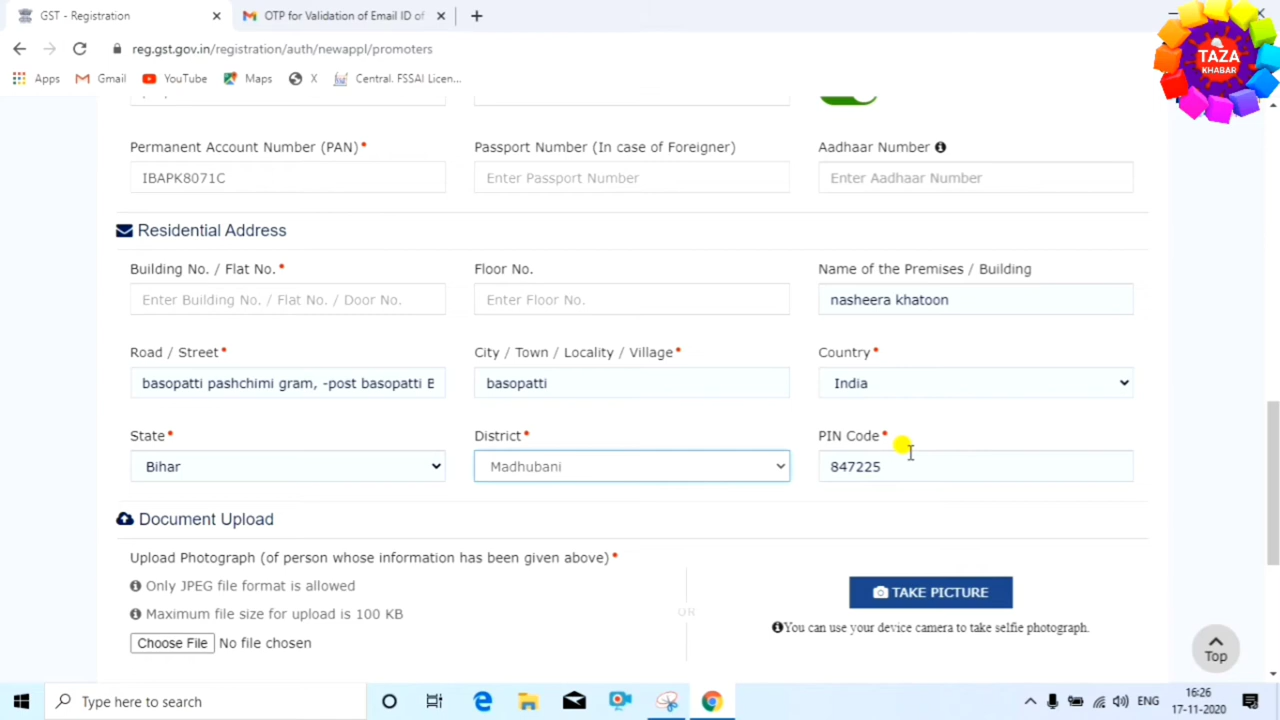 GST - Registration
OTP for Validation of Email ID of
reg.gst.gov.in/registration/auth/newappl/promoters
Apps Gmail YouTube Maps X Central. FSSAI Licen...
TAZA
KHABAR
Permanent Account Number (PAN)* Passport Number (In case of Foreigner) Aadhaar Number
IBAPK8071C Enter Passport Number Enter Aadhaar Number
Residential Address
Building No. / Flat No.* Floor No. Name of the Premises / Building
Enter Building No. / Flat No. / Door No. Enter Floor No. nasheera khatoon
Road / Street* City / Town / Locality / Village* Country*
basopatti pashchimi gram, -post basopatti B basopatti India
State* District* PIN Code*
Bihar Madhubani 847225
Document Upload
Upload Photograph (of person whose information has been given above)*
Only JPEG file format is allowed
Maximum file size for upload is 100 KB
Choose File No file chosen
OR
TAKE PICTURE
You can use your device camera to take selfie photograph.
Top
Type here to search
ENG
16:26
17-11-2020